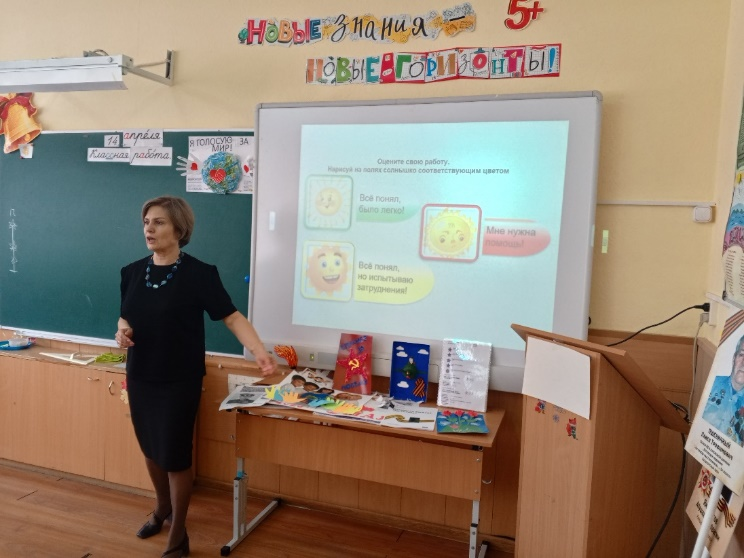 Новые знания –
5+
Новые горизонты!
14 апреля
Классная работа
Я ГОЛОСУЮ ЗА
МИР!
Оцените свою работу.
Нарисуй на полях солнышко соответствующим цветом
Всё понял,
было легко!
Мне нужна
помощь!
Всё понял,
но испытываю
затруднения!